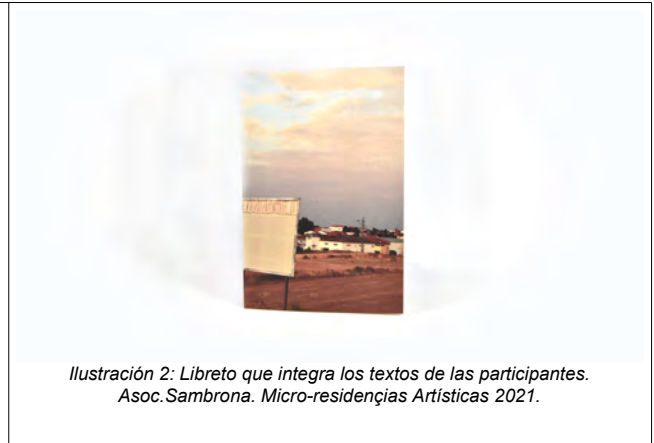 Ilustración 2: Libreto que integra los textos de las participantes.
Asoc.Sambrona. Micro-residençias Artísticas 2021.